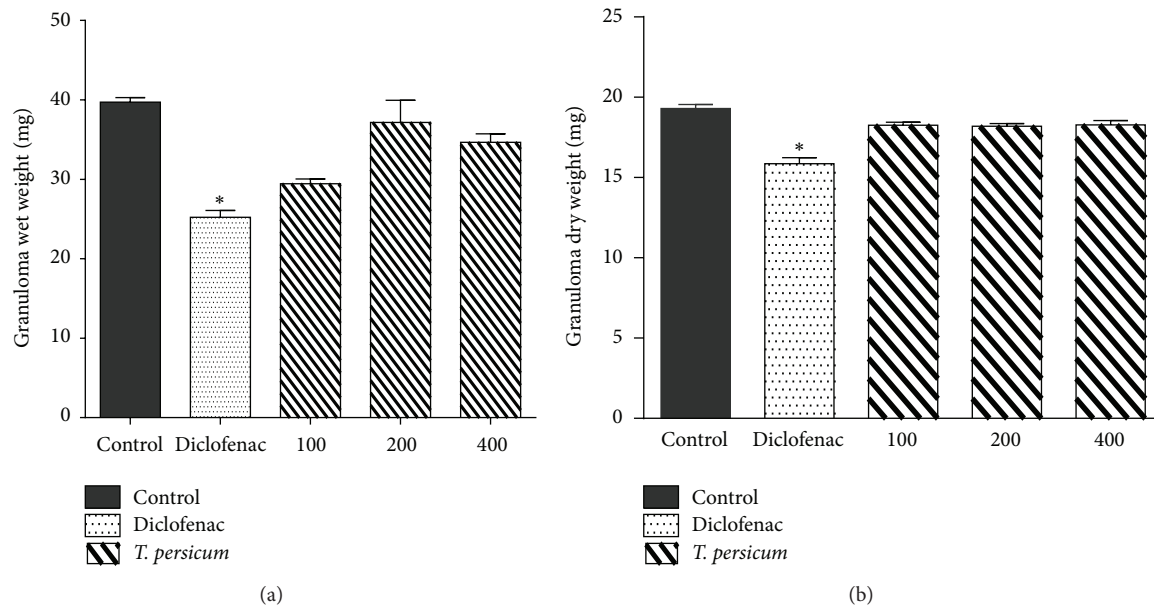 50
40
30
20
10
0
Granuloma wet weight (mg)
*
Control Diclofenac 100 200 400
Control
Diclofenac
T. persicum
(a)
25
20
15
10
5
0
Granuloma dry weight (mg)
*
Control Diclofenac 100 200 400
Control
Diclofenac
T. persicum
(b)